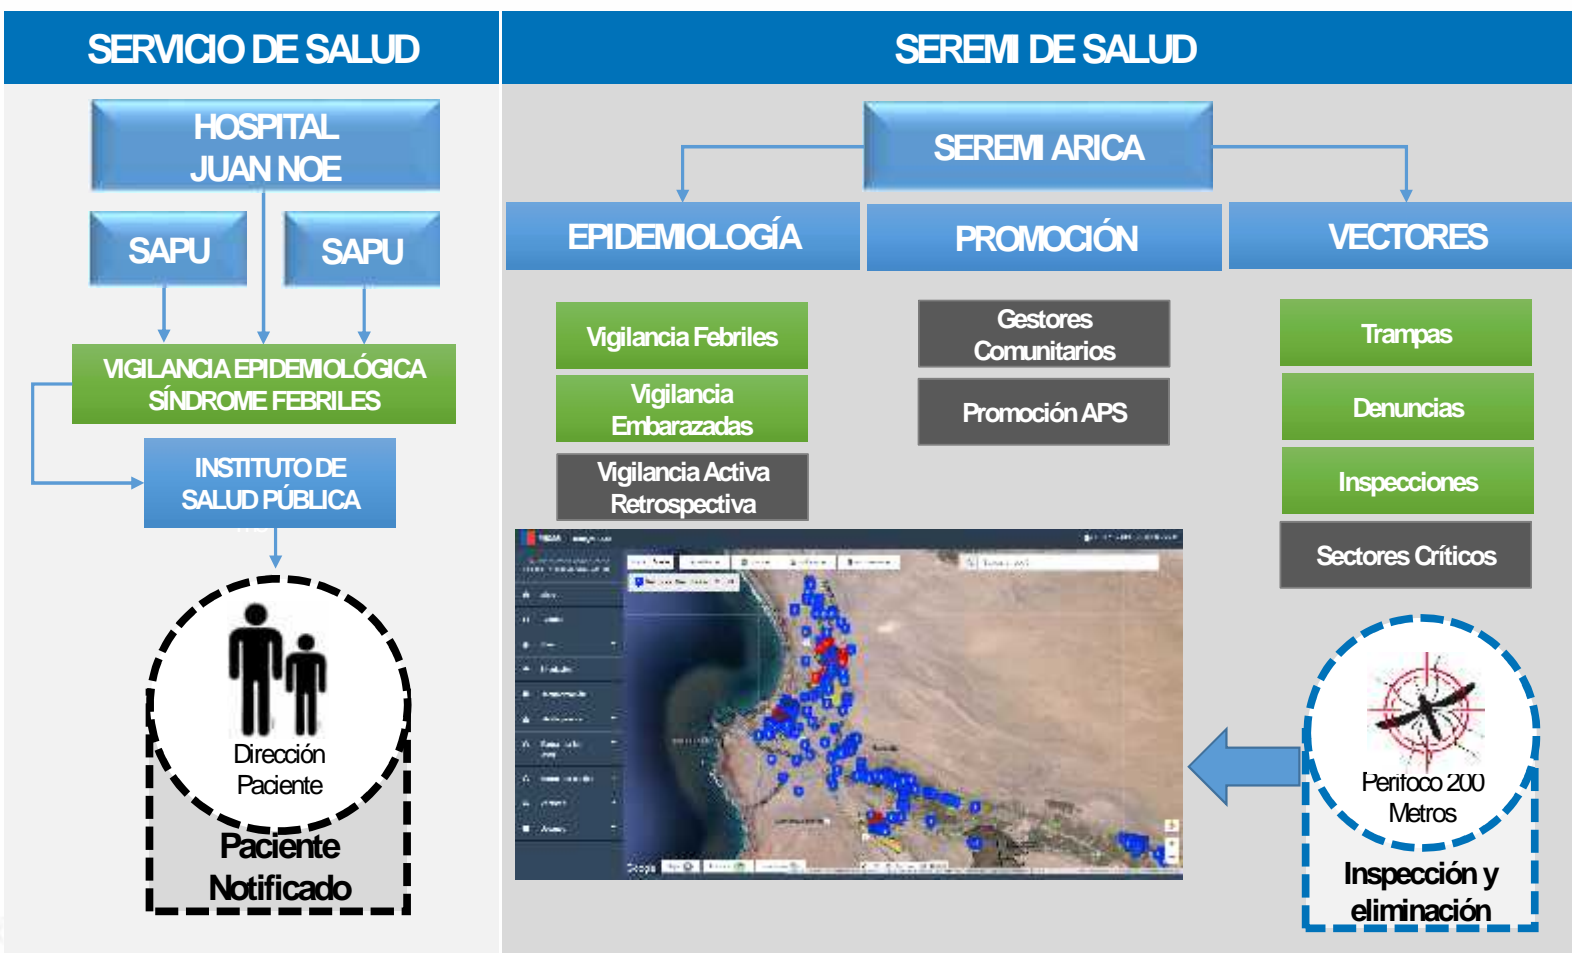 SERVICIO DE SALUD
HOSPITAL
JUAN NOE
SAPU
SAPU
VIGILANCIA EPIDEMIOLÓGICA
SÍNDROME FEBRILES
INSTITUTO DE
SALUD PÚBLICA
Dirección
Paciente
Paciente
Notificado
SEREMI DE SALUD
SEREMI ARICA
EPIDEMIOLOGÍA
PROMOCIÓN
VECTORES
Vigilancia Febriles
Vigilancia
Embarazadas
Vigilancia Activa
Retrospectiva
Gestores
Comunitarios
Promoción APS
Trampas
Denuncias
Inspecciones
Sectores Críticos
Google
Perifoco 200
Metros
Inspección y
eliminación